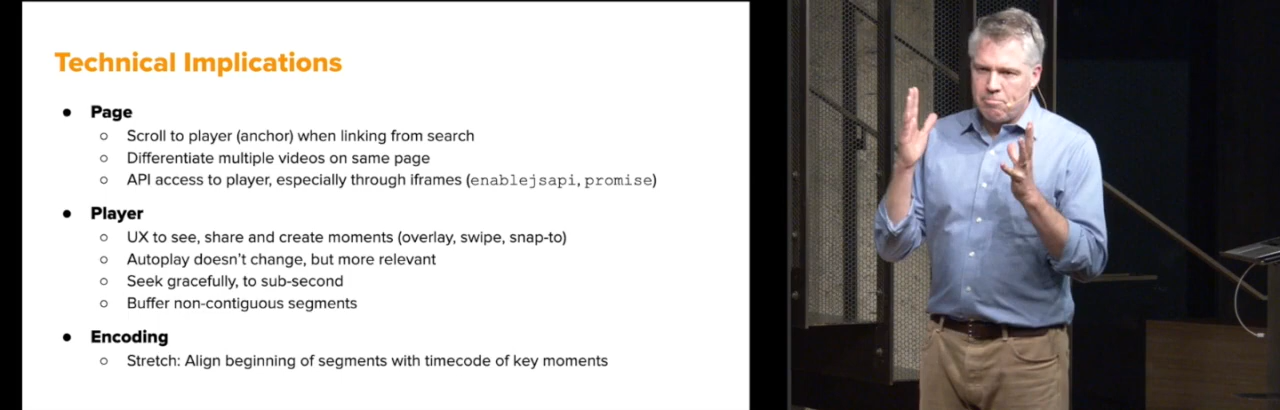 Technical Implications
● Page
○ Scroll to player (anchor) when linking from search
○ Differentiate multiple videos on same page
○ API access to player, especially through iframes (enablejsapi, promise)
● Player
○ UX to see, share and create moments (overlay, swipe, snap-to)
○ Autoplay doesn't change, but more relevant
○ Seek gracefully, to sub-second
○ Buffer non-contiguous segments
● Encoding
○ Stretch: Align beginning of segments with timecode of key moments